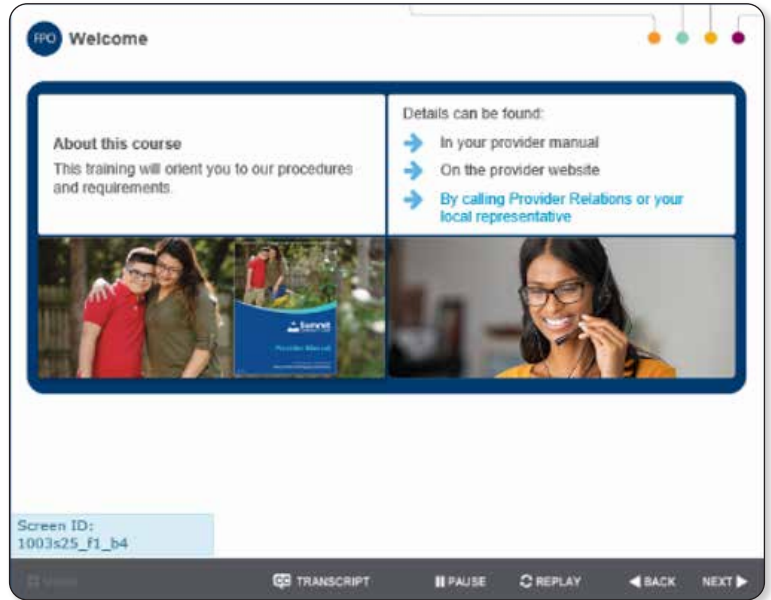 FPO
Welcome
About this course
This training will orient you to our procedures
and requirements.
Details can be found:
In your provider manual
On the provider website
By calling Provider Relations or your
local representative
Summit
Provider Manual
Screen ID:
1003s25_f1_b4
CC TRANSCRIPT
PAUSE
REPLAY
BACK
NEXT